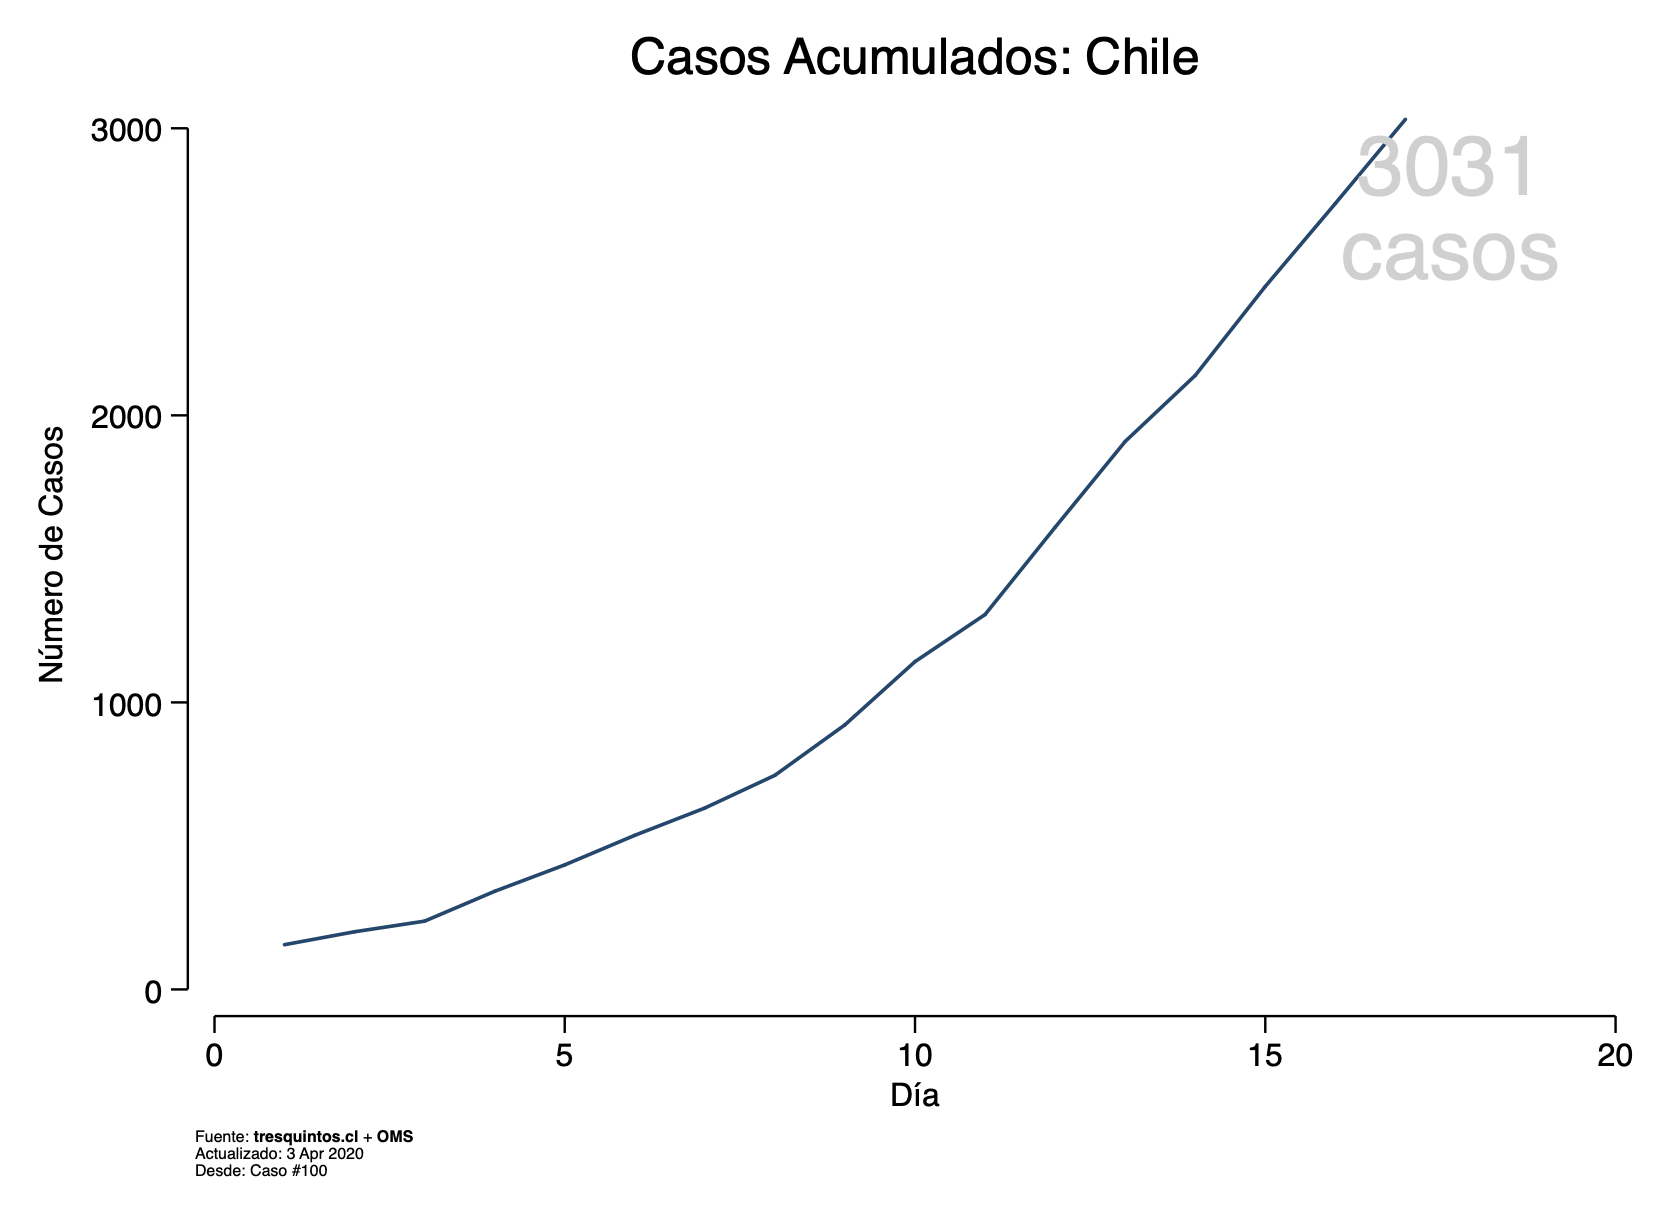 Casos Acumulados: Chile
3000
2000
1000
0
Número de Casos
3031
casos
0 5 10 15 20
Día
Fuente: tresquintos.cl + OMS
Actualizado: 3 Apr 2020
Desde: Caso #100